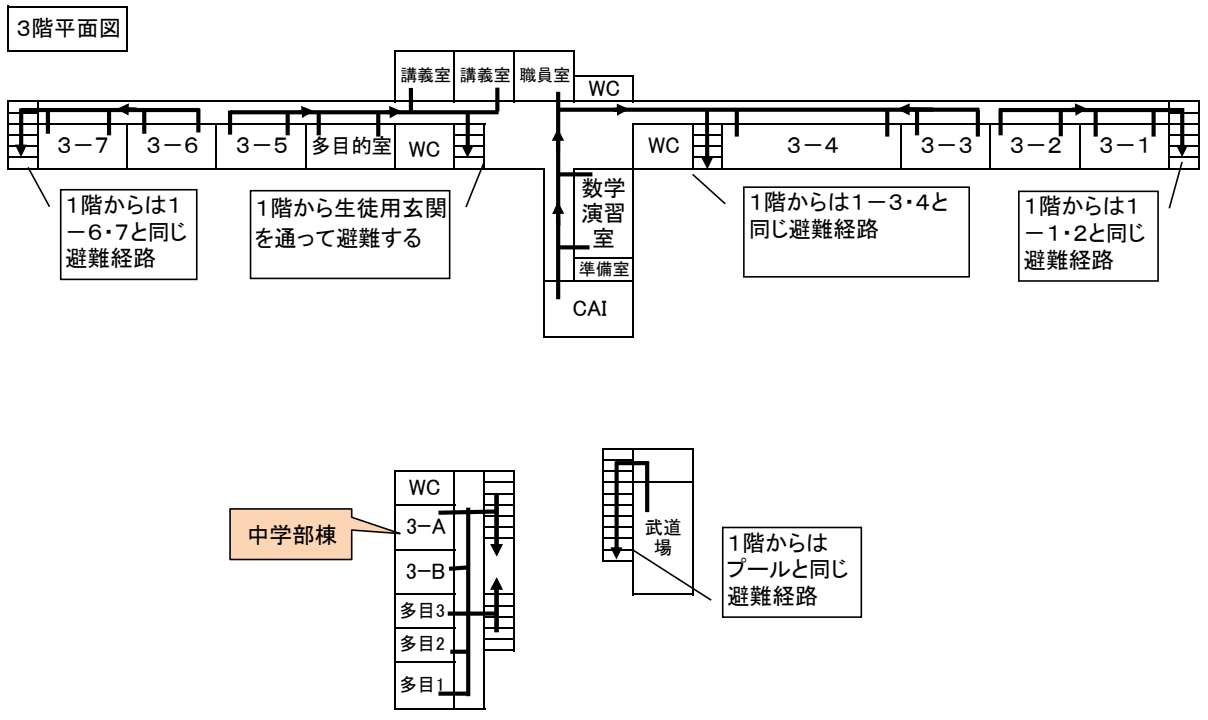 3階平面図
講義室
講義室
職員室
WC
3-7
3-6
3-5
多目的室
WC
WC
3-4
3-3
3-2
3-1
1階からは1
-6・7と同じ
避難経路
1階から生徒用玄関
を通って避難する
数学
演習
室
準備室
CAI
1階からは1-3・4と
同じ避難経路
1階からは1
-1・2と同じ
避難経路
中学部棟
WC
3-A
3-B
多目3
多目2
多目1
武道
場
1階からは
プールと同じ
避難経路